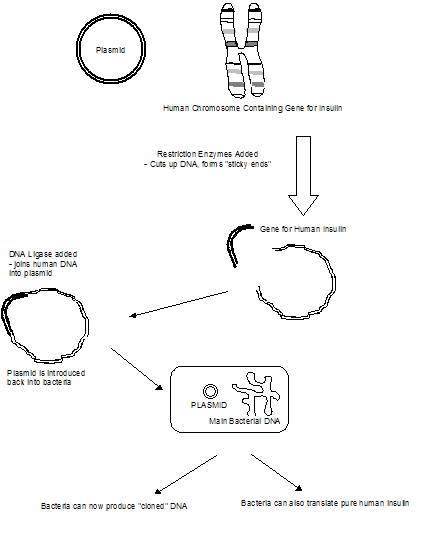 Plasmid
Human Chromosome Containing Gene for Insulin
Restriction Enzymes Added
- Cuts up DNA, forms "sticky ends"
Gene for Human Insulin
DNA Ligase added
- joins human DNA
into plasmid
Plasmid is introduced
back into bacteria
PLASMID
Main Bacterial DNA
Bacteria can now produce "cloned" DNA
Bacteria can also translate pure human insulin